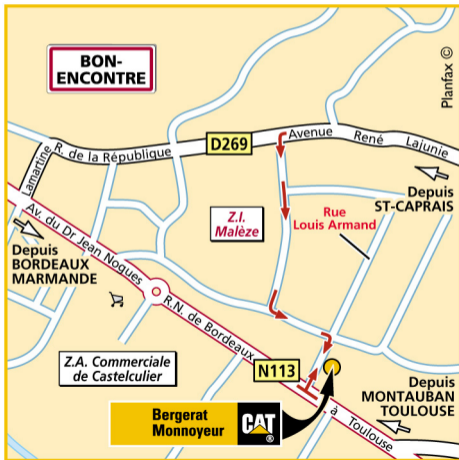 BON-
ENCONTRE
Planfax ©
D269
Avenue René Lajunie
R. de la République
Lamartine
Depuis
ST-CAPRAIS
Rue
Louis Armand
Z.I.
Malèze
Av. du Dr Jean Noques
Depuis
BORDEAUX
MARMANDE
R.N. de Bordeaux
Z.A. Commerciale
de Castelculier
N113
à Toulouse
Depuis
MONTAUBAN
TOULOUSE
Bergerat
Monnoyeur
CAT
®